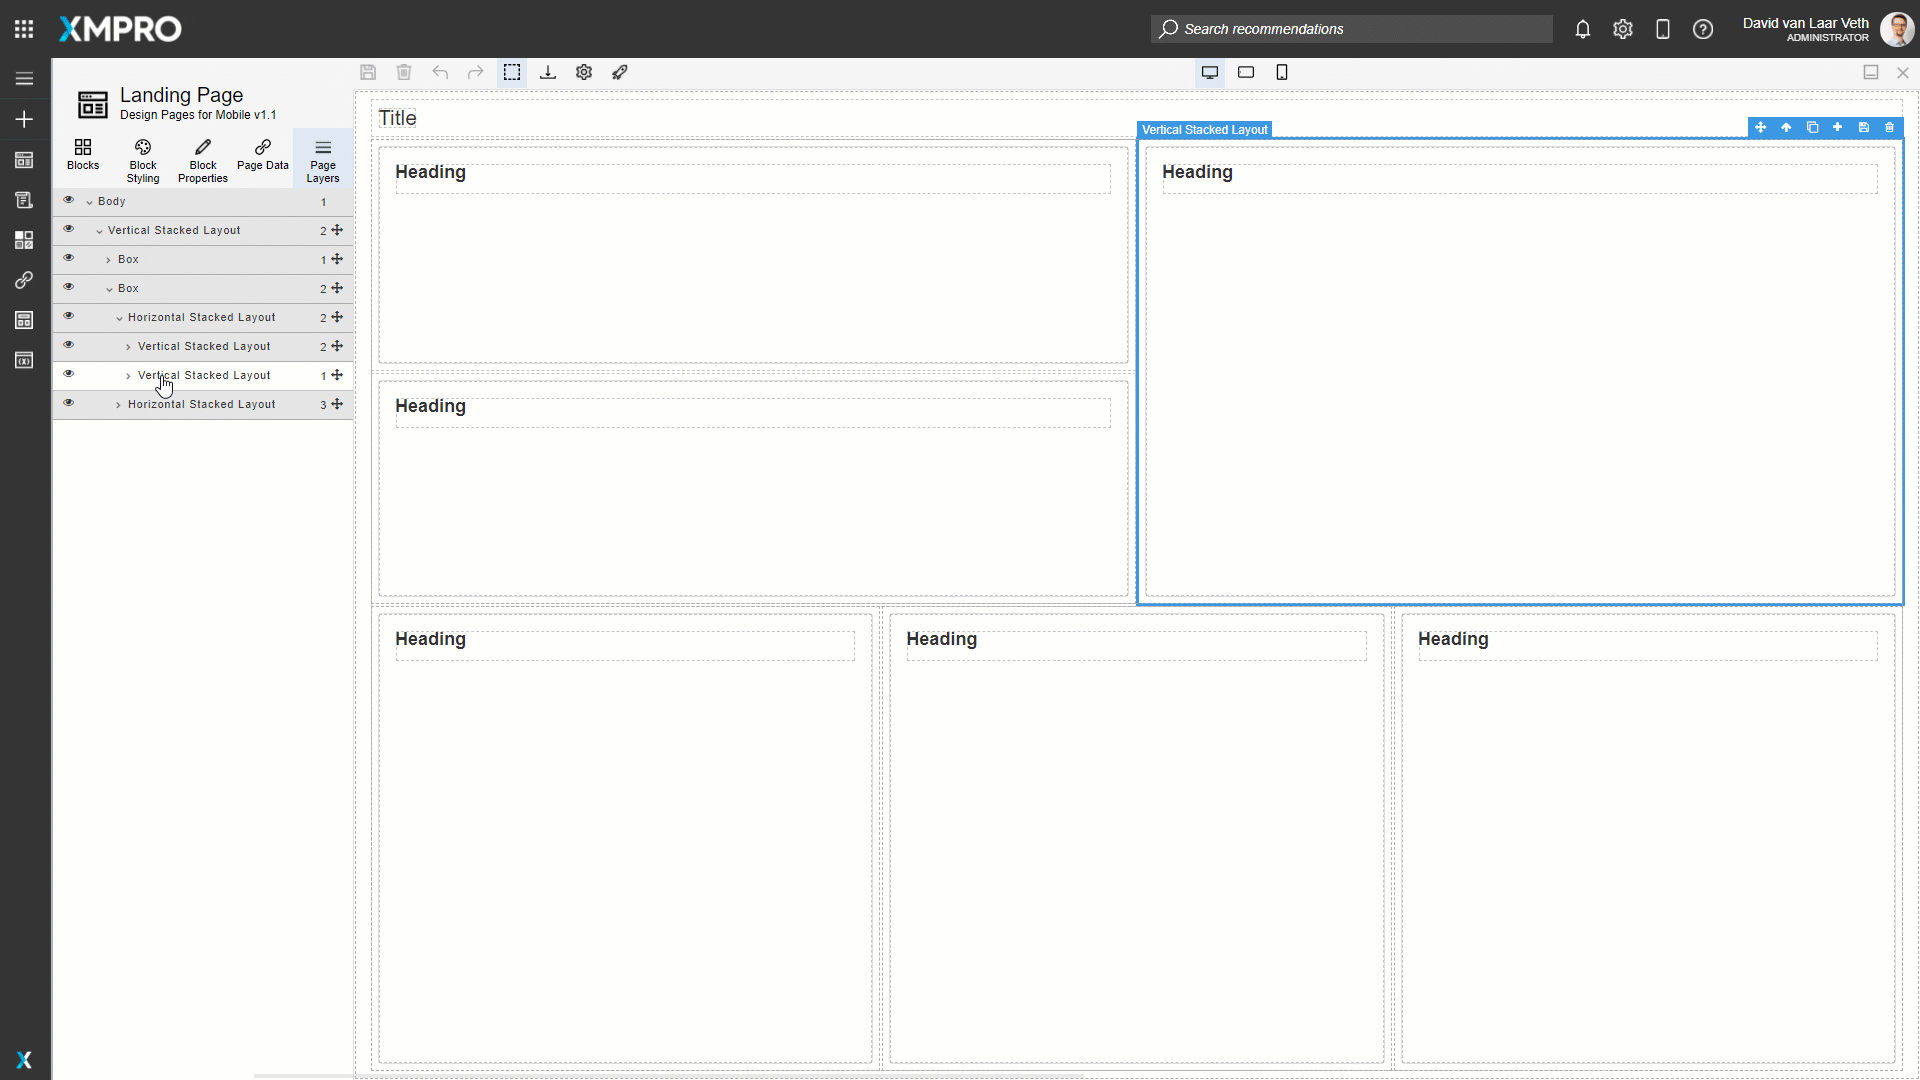 XMPRO
Search recommendations
David van Laar Veth
ADMINISTRATOR
Landing Page
Design Pages for Mobile v1.1
Blocks
Block Styling
Block Properties
Page Data
Page Layers
Body 1
Vertical Stacked Layout 2
Box 1
Box 2
Horizontal Stacked Layout 2
Vertical Stacked Layout 2
Vertical Stacked Layout 1
Horizontal Stacked Layout 3
Title
Vertical Stacked Layout
Heading
Heading
Heading
Heading
Heading
Heading